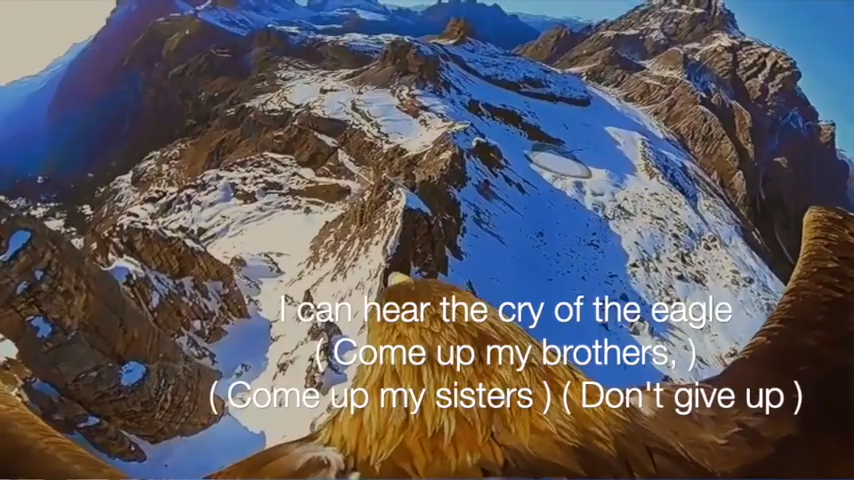 I can hear the cry of the eagle
( Come up my brothers, )
( Come up my sisters ) ( Don't give up )